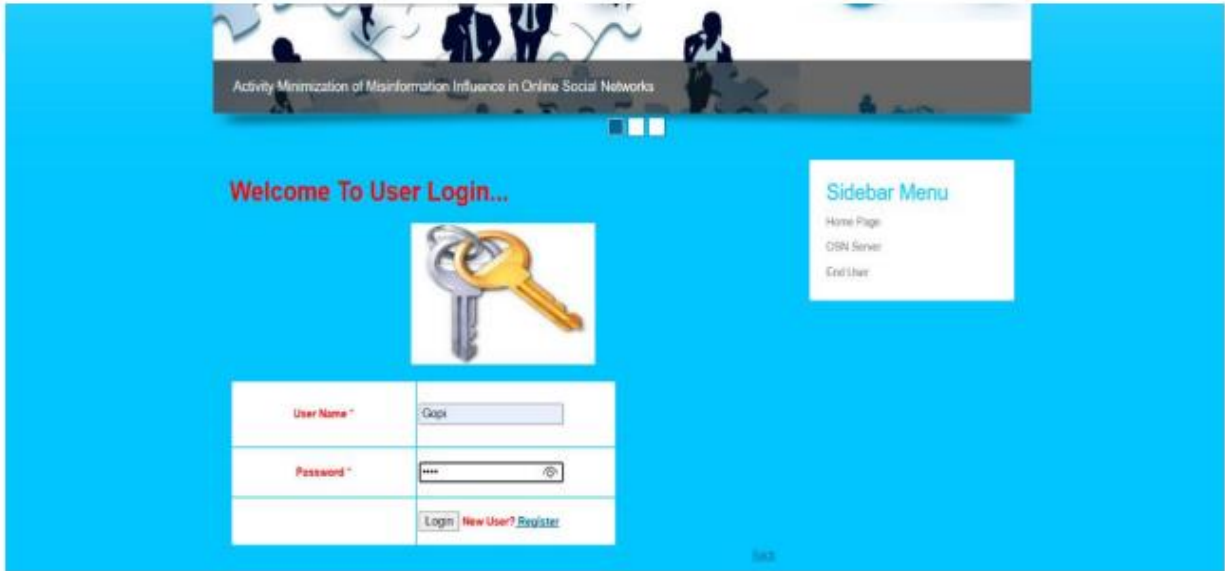 Activity Minimization of Misinformation Influence in Online Social Networks
Welcome To User Login...
Sidebar Menu
Home Page
OSN Server
End User
User Name *
Gopi
Password *
••••
Login New User? Register